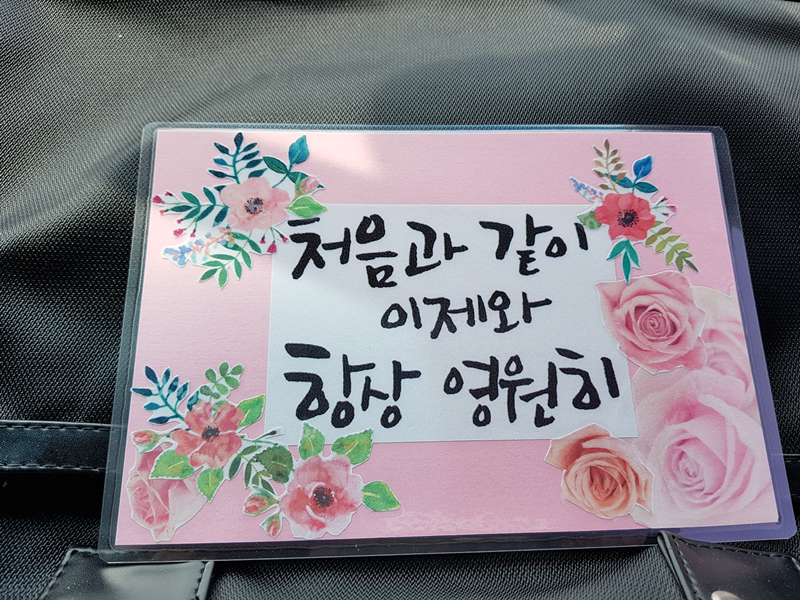 처음과 같이
이제와
항상 영원히